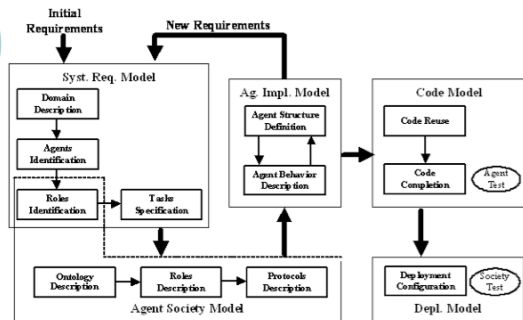 Initial
Requirements
New Requirements
Syst. Req. Model
Domain
Description
Agents
Identification
Roles
Identification
Tasks
Specification
Ag. Impl. Model
Agent Structure
Definition
Agent Behavior
Description
Code Model
Code Reuse
Code
Completion
Agent
Test
Ontology
Description
Roles
Description
Protocols
Description
Agent Society Model
Deployment
Configuration
Society
Test
Depl. Model